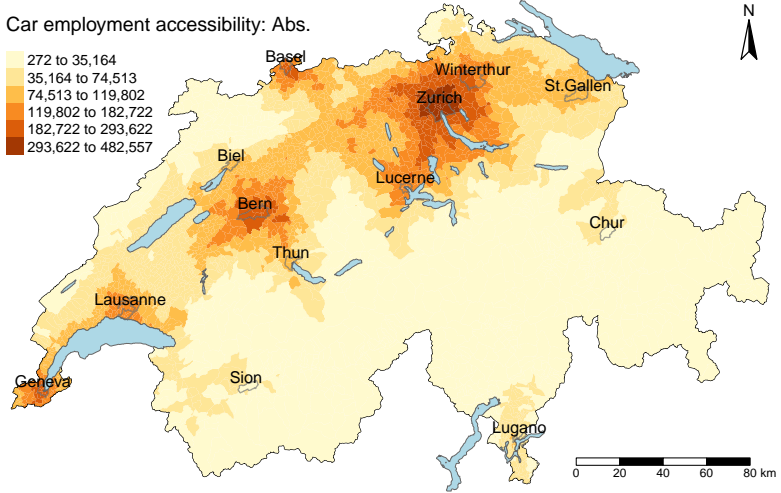 Car employment accessibility: Abs.
272 to 35,164
35,164 to 74,513
74,513 to 119,802
119,802 to 182,722
182,722 to 293,622
293,622 to 482,557
N
Basel
Winterthur
Zurich
St.Gallen
Biel
Lucerne
Bern
Chur
Thun
Lausanne
Geneva
Sion
Lugano
0 20 40 60 80 km